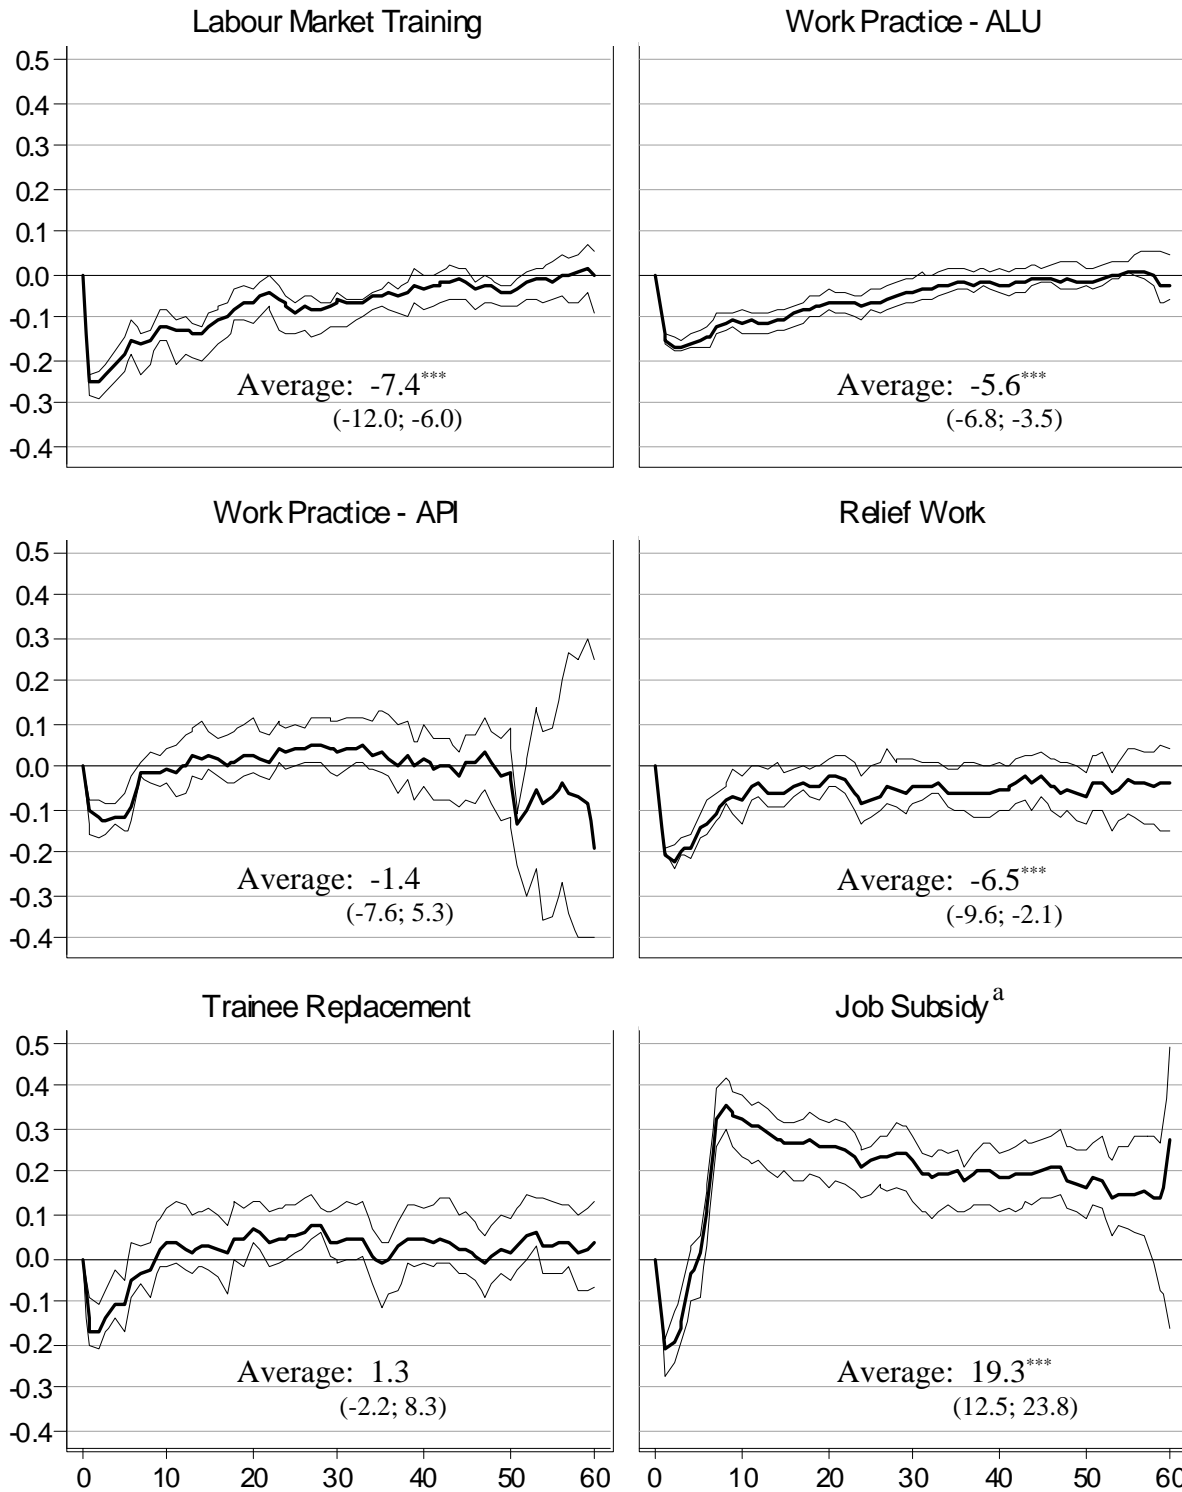 Labour Market Training
Work Practice - ALU
0.5
0.4
0.3
0.2
0.1
0.0
-0.1
-0.2
-0.3
-0.4
Average: -7.4***
(-12.0; -6.0)
Average: -5.6***
(-6.8; -3.5)
Work Practice - API
Relief Work
0.5
0.4
0.3
0.2
0.1
0.0
-0.1
-0.2
-0.3
-0.4
Average: -1.4
(-7.6; 5.3)
Average: -6.5***
(-9.6; -2.1)
Trainee Replacement
Job Subsidy a
0.5
0.4
0.3
0.2
0.1
0.0
-0.1
-0.2
-0.3
-0.4
Average: 1.3
(-2.2; 8.3)
Average: 19.3***
(12.5; 23.8)
0 10 20 30 40 50 60
0 10 20 30 40 50 60